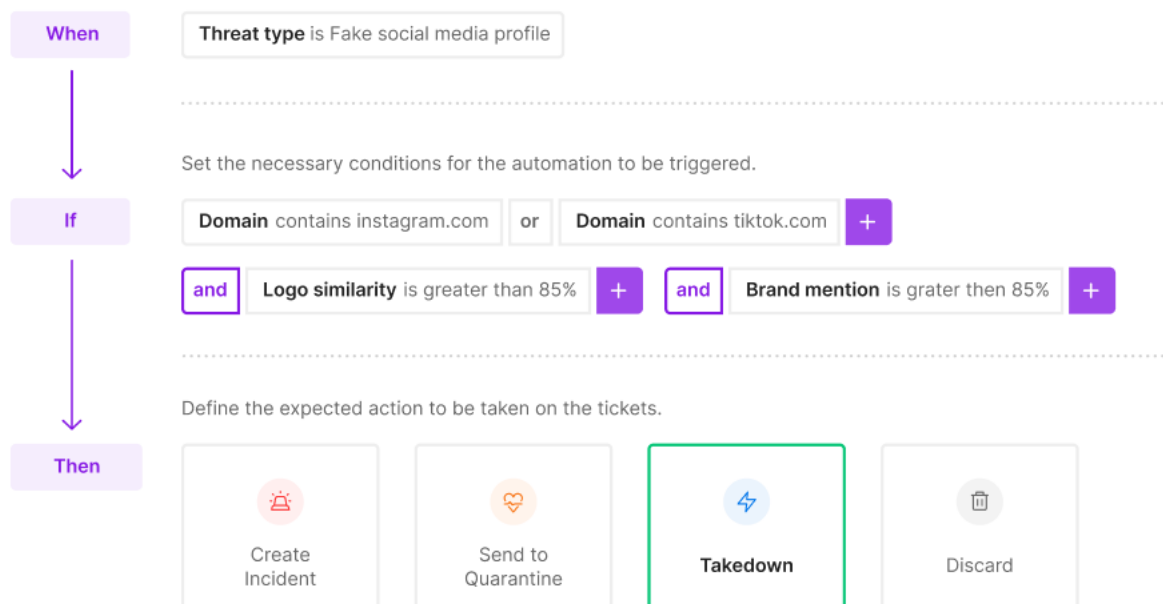 When
Threat type is Fake social media profile
Set the necessary conditions for the automation to be triggered.
If
Domain contains instagram.com or Domain contains tiktok.com +
and Logo similarity is greater than 85% + and Brand mention is grater then 85% +
Define the expected action to be taken on the tickets.
Then
Create
Incident
Send to
Quarantine
Takedown
Discard